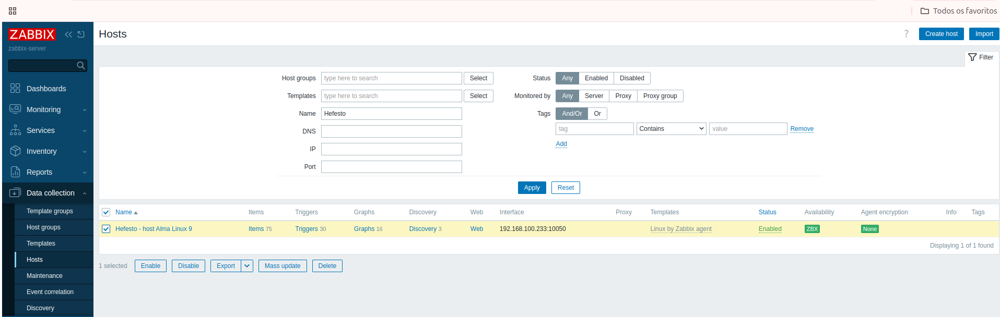 Todos os favoritos
ZABBIX
zabbix-server
Dashboards
Monitoring
Services
Inventory
Reports
Data collection
Template groups
Host groups
Templates
Hosts
Maintenance
Event correlation
Discovery
Hosts
? Create host Import
Filter
Host groups type here to search Select
Templates type here to search Select
Name Hefesto
DNS
IP
Port
Status Any Enabled Disabled
Monitored by Any Server Proxy Proxy group
Tags And/Or Or
tag Contains value Remove
Add
Apply Reset
Name Items Triggers Graphs Discovery Web Interface Proxy Templates Status Availability Agent encryption Info Tags
Hefesto - host Alma Linux 9 Items 75 Triggers 30 Graphs 16 Discovery 3 Web 192.168.100.233:10050 Linux by Zabbix agent Enabled ZBX None
Displaying 1 of 1 found
1 selected Enable Disable Export Mass update Delete